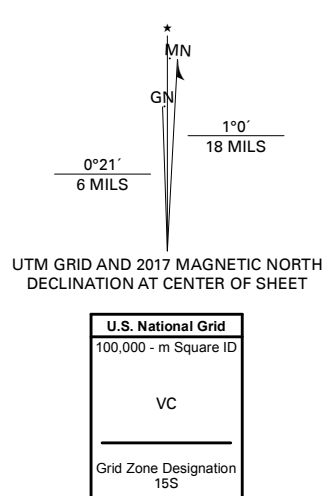 ★
MN
GN
1°0´
18 MILS
0°21´
6 MILS
UTM GRID AND 2017 MAGNETIC NORTH
DECLINATION AT CENTER OF SHEET
U.S. National Grid
100,000 - m Square ID
VC
Grid Zone Designation
15S